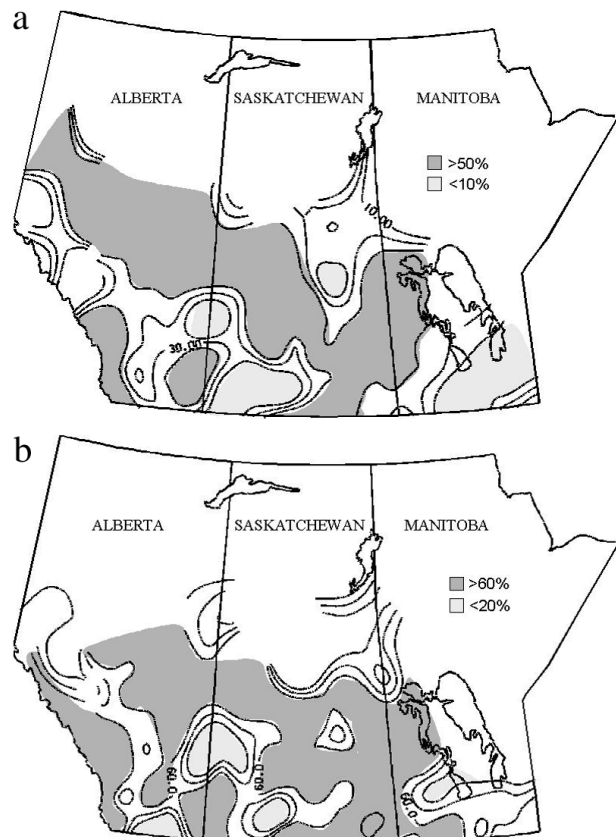 a
ALBERTA SASKATCHEWAN MANITOBA
>50%
<10%
10.00
30.00
b
ALBERTA SASKATCHEWAN MANITOBA
>60%
<20%
60.0
60.0
60.0